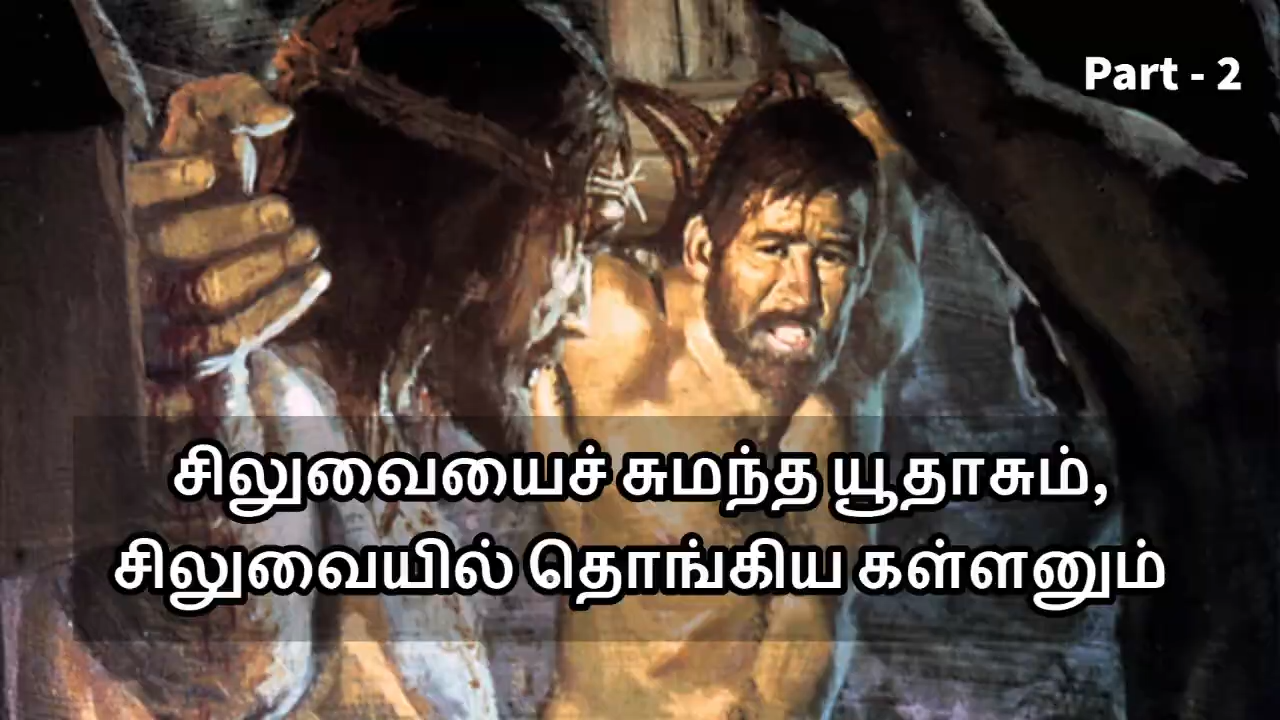 Part - 2
சிலுவையைச் சுமந்த யூதாசும்,
சிலுவையில் தொங்கிய கள்ளனும்